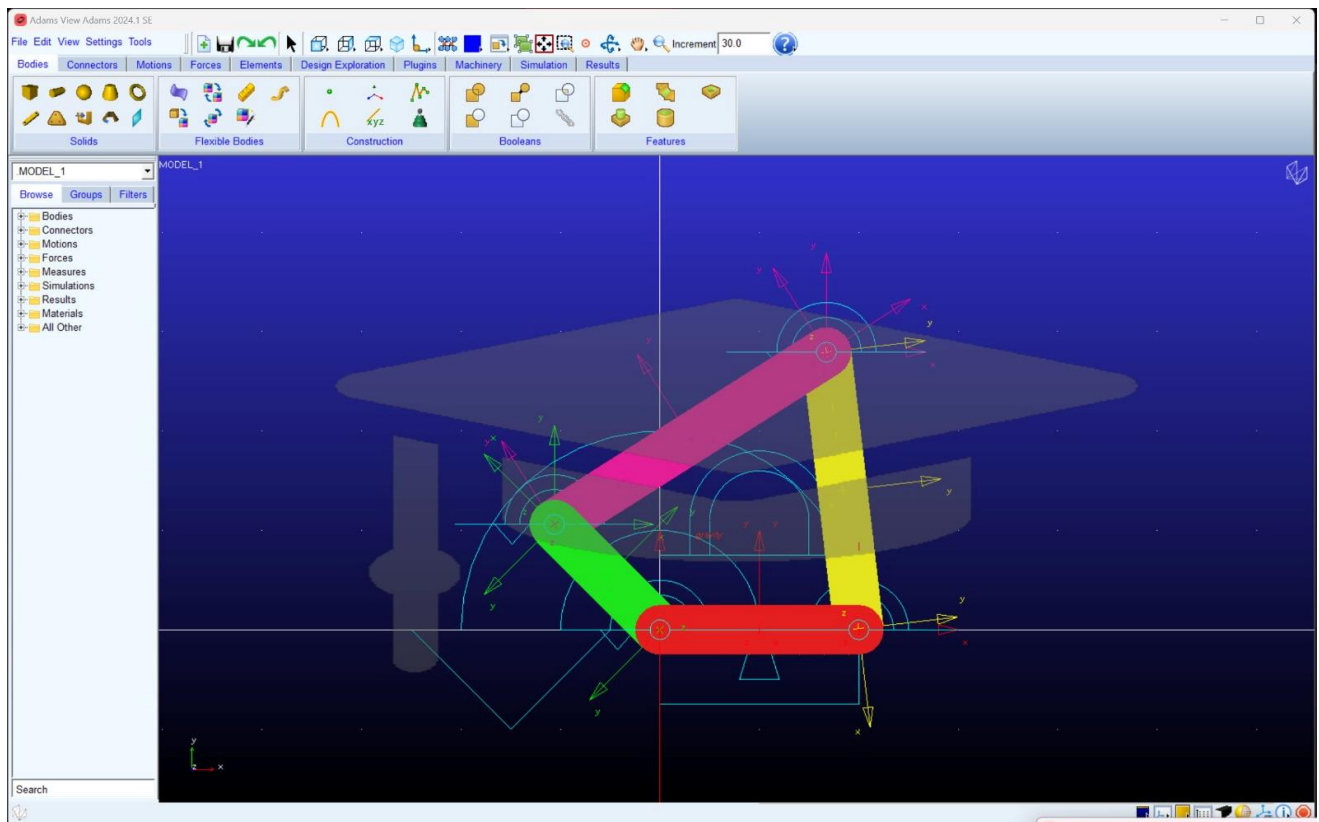 Adams View Adams 2024.1 SE
File Edit View Settings Tools
Increment 30.0
Bodies Connectors Motions Forces Elements Design Exploration Plugins Machinery Simulation Results
xyz
Solids Flexible Bodies Construction Booleans Features
.MODEL_1
Browse Groups Filters
Bodies
Connectors
Motions
Forces
Measures
Simulations
Results
Materials
All Other
Search
MODEL_1
y
y
x
y
z
x
y
y
y
x
y
y
y
y
z
y
x
y
x
y
z x